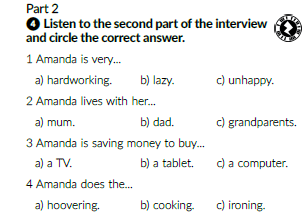 Part 2
4 Listen to the second part of the interview
and circle the correct answer.
1 Amanda is very...
a) hardworking. b) lazy. c) unhappy.
2 Amanda lives with her...
a) mum. b) dad. c) grandparents.
3 Amanda is saving money to buy...
a) a TV. b) a tablet. c) a computer.
4 Amanda does the...
a) hoovering. b) cooking. c) ironing.